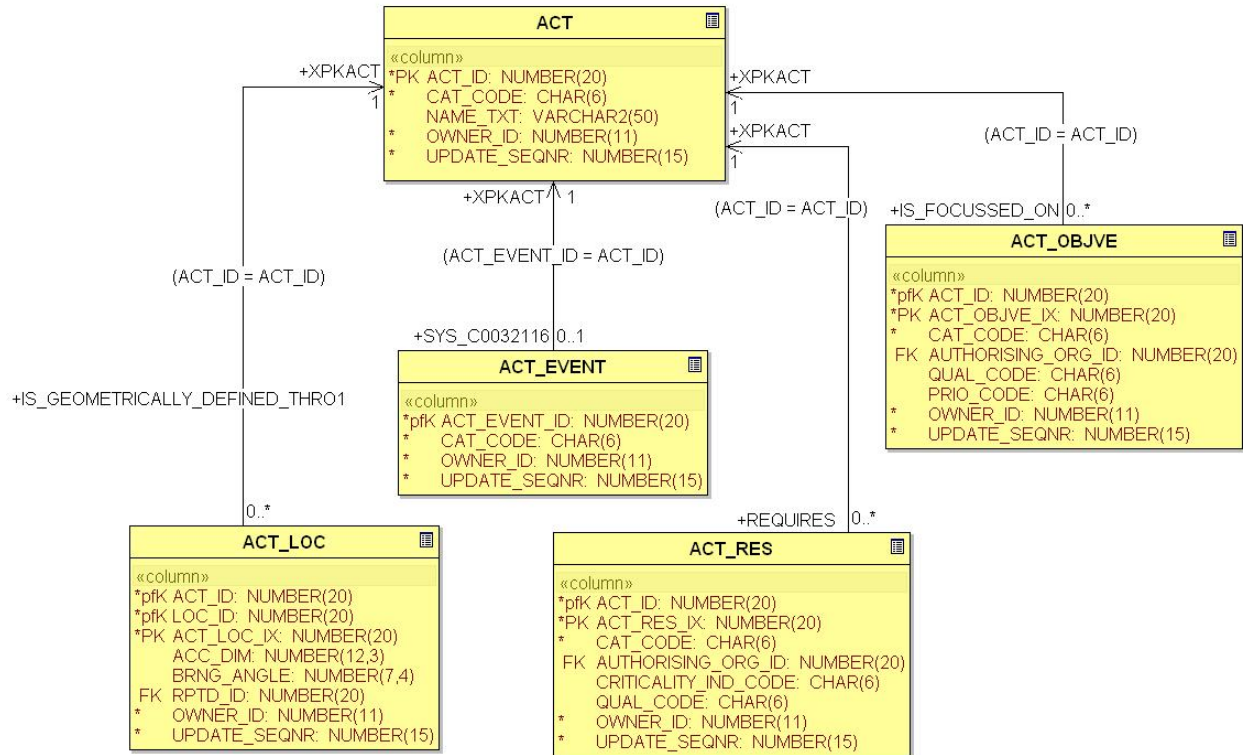 ACT
«column»
*PK ACT_ID: NUMBER(20)
* CAT_CODE: CHAR(6)
NAME_TXT: VARCHAR2(50)
* OWNER_ID: NUMBER(11)
* UPDATE_SEQNR: NUMBER(15)
+XPKACT
1
+XPKACT
1
+XPKACT
1
+XPKACT
1
(ACT_ID = ACT_ID)
(ACT_ID = ACT_ID)
(ACT_EVENT_ID = ACT_ID)
(ACT_ID = ACT_ID)
+IS_FOCUSSED_ON
0..*
ACT_OBJVE
«column»
*pfK ACT_ID: NUMBER(20)
*PK ACT_OBJVE_IX: NUMBER(20)
* CAT_CODE: CHAR(6)
FK AUTHORISING_ORG_ID: NUMBER(20)
QUAL_CODE: CHAR(6)
PRIO_CODE: CHAR(6)
* OWNER_ID: NUMBER(11)
* UPDATE_SEQNR: NUMBER(15)
+SYS_C0032116
0..1
ACT_EVENT
«column»
*pfK ACT_EVENT_ID: NUMBER(20)
* CAT_CODE: CHAR(6)
* OWNER_ID: NUMBER(11)
* UPDATE_SEQNR: NUMBER(15)
+IS_GEOMETRICALLY_DEFINED_THRO1
0..*
ACT_LOC
«column»
*pfK ACT_ID: NUMBER(20)
*pfK LOC_ID: NUMBER(20)
*PK ACT_LOC_IX: NUMBER(20)
ACC_DIM: NUMBER(12,3)
BRNG_ANGLE: NUMBER(7,4)
FK RPTD_ID: NUMBER(20)
* OWNER_ID: NUMBER(11)
* UPDATE_SEQNR: NUMBER(15)
+REQUIRES
0..*
ACT_RES
«column»
*pfK ACT_ID: NUMBER(20)
*PK ACT_RES_IX: NUMBER(20)
* CAT_CODE: CHAR(6)
FK AUTHORISING_ORG_ID: NUMBER(20)
CRITICALITY_IND_CODE: CHAR(6)
QUAL_CODE: CHAR(6)
* OWNER_ID: NUMBER(11)
* UPDATE_SEQNR: NUMBER(15)